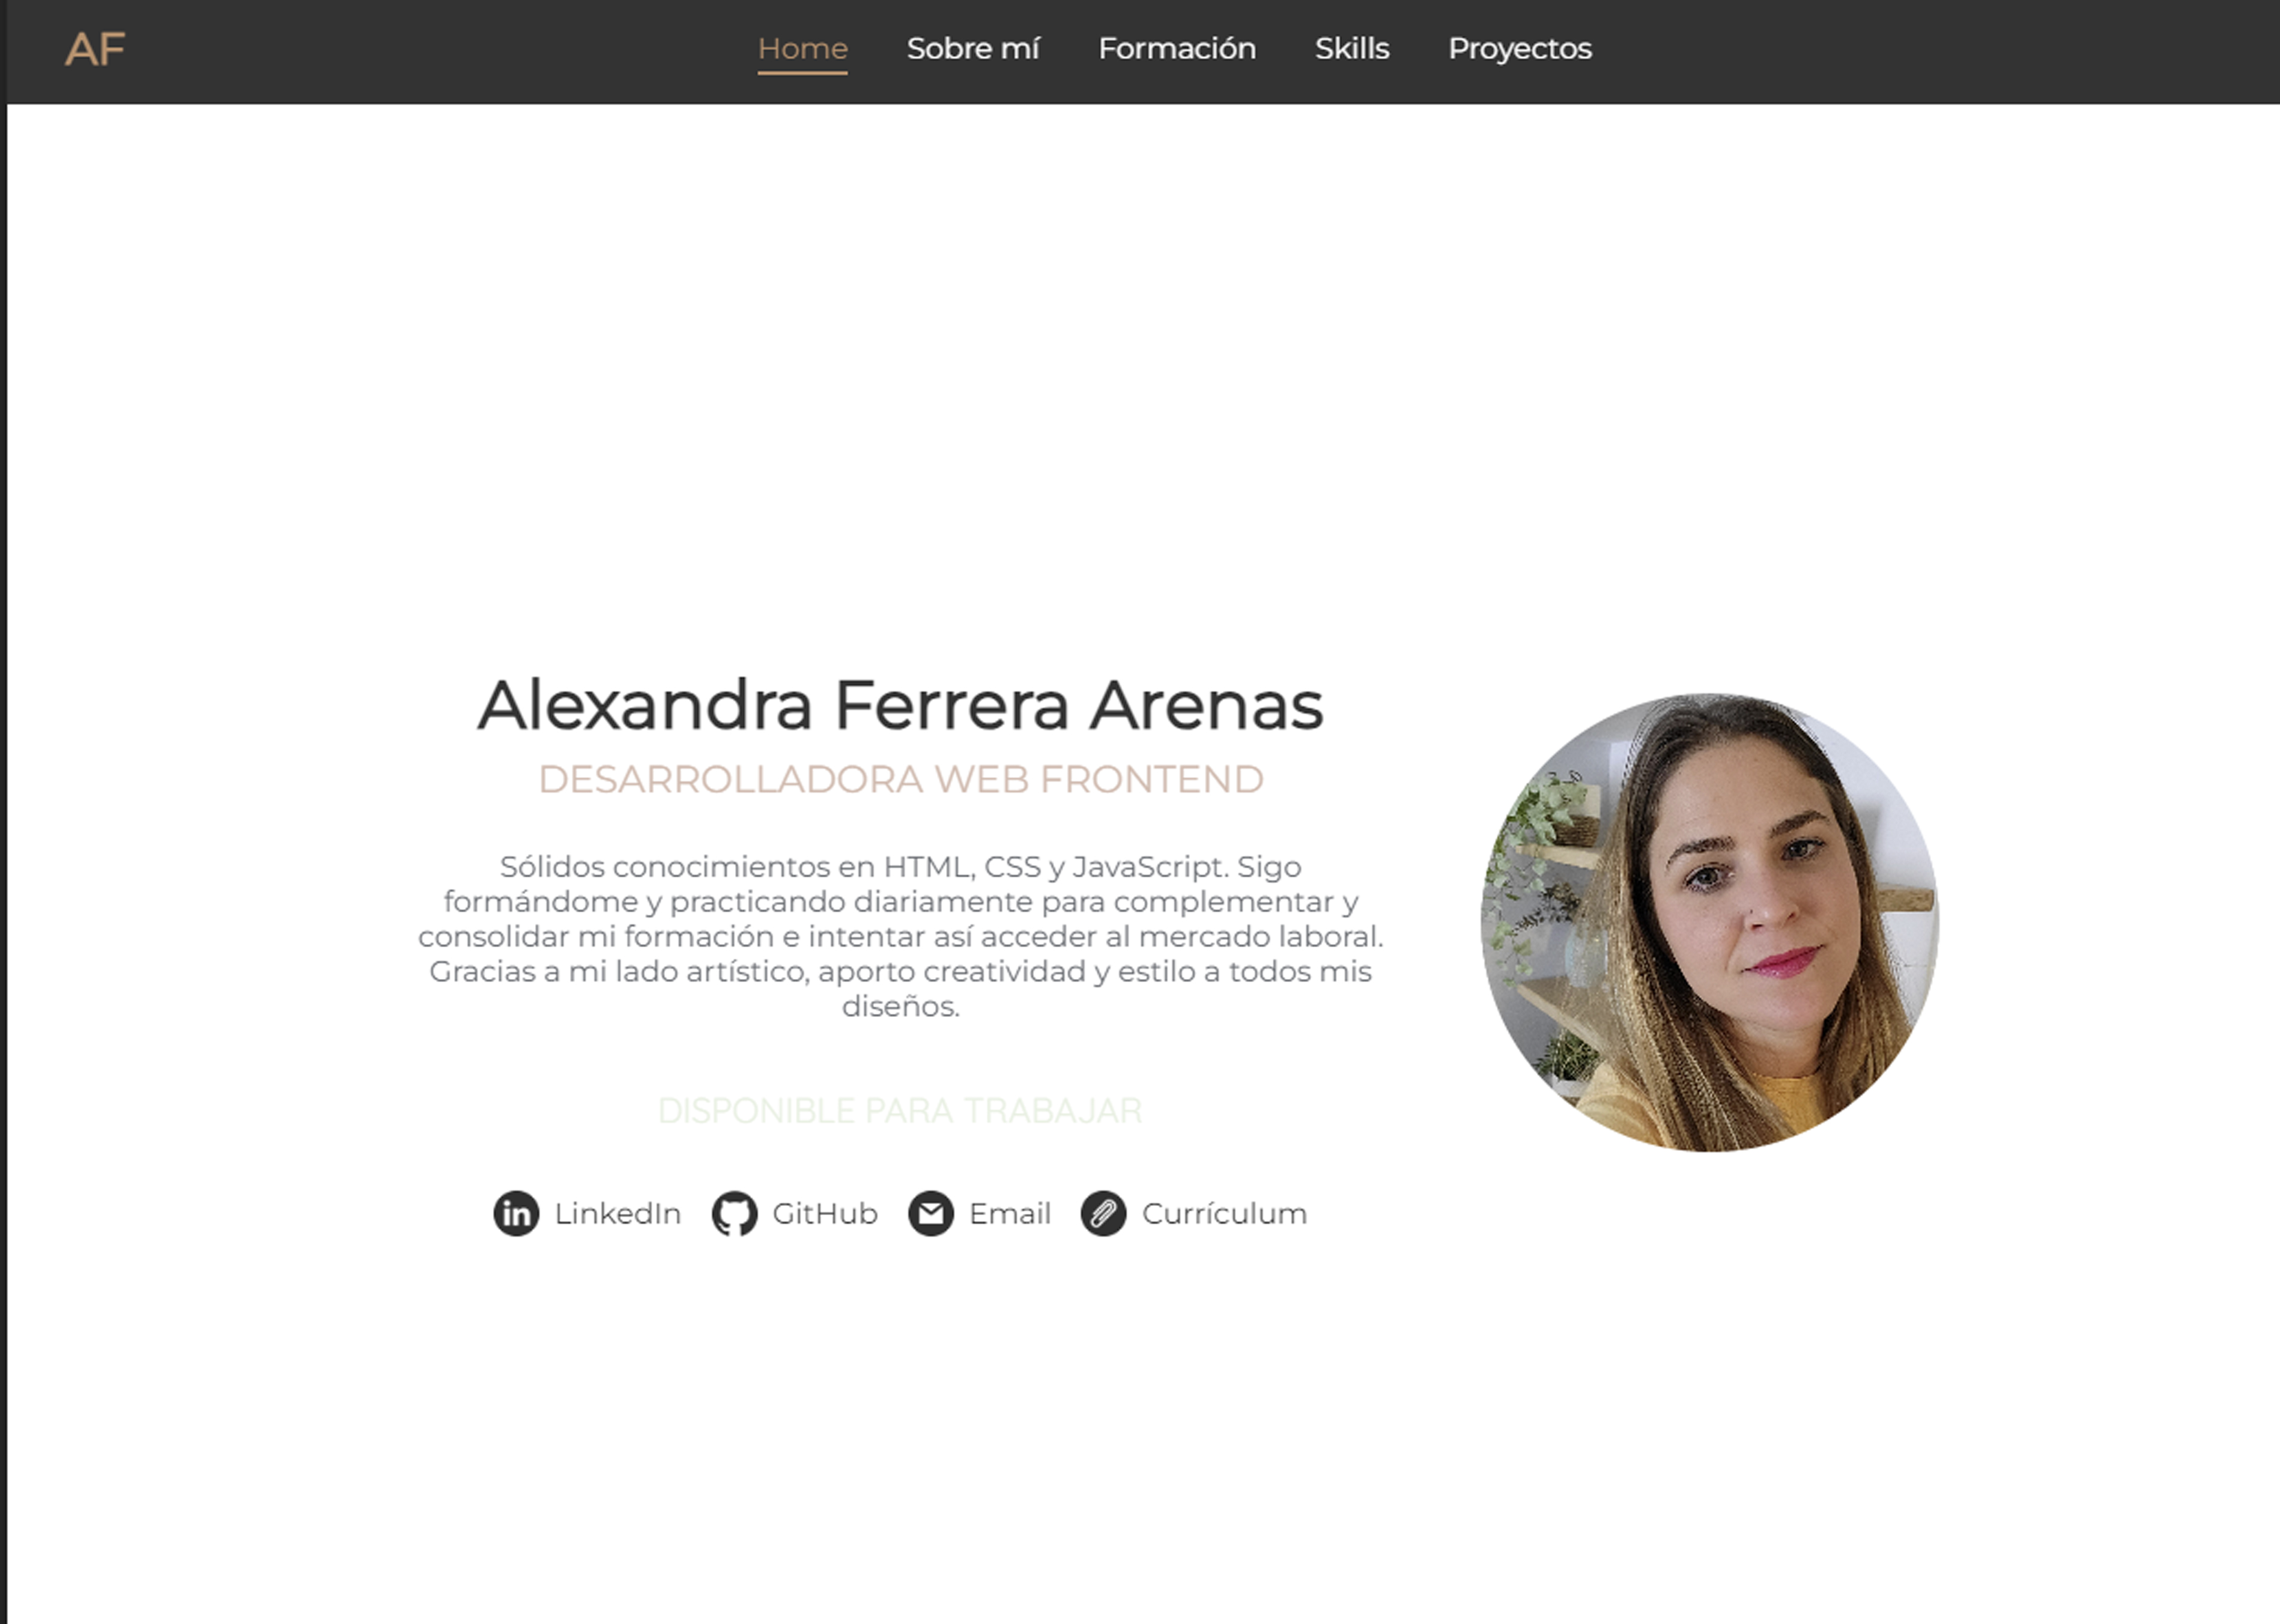 AF
Home Sobre mí Formación Skills Proyectos
Alexandra Ferrera Arenas
DESARROLLADORA WEB FRONTEND
Sólidos conocimientos en HTML, CSS y JavaScript. Sigo
formándome y practicando diariamente para complementar y
consolidar mi formación e intentar así acceder al mercado laboral.
Gracias a mi lado artístico, aporto creatividad y estilo a todos mis
diseños.
DISPONIBLE PARA TRABAJAR
LinkedIn GitHub Email Currículum